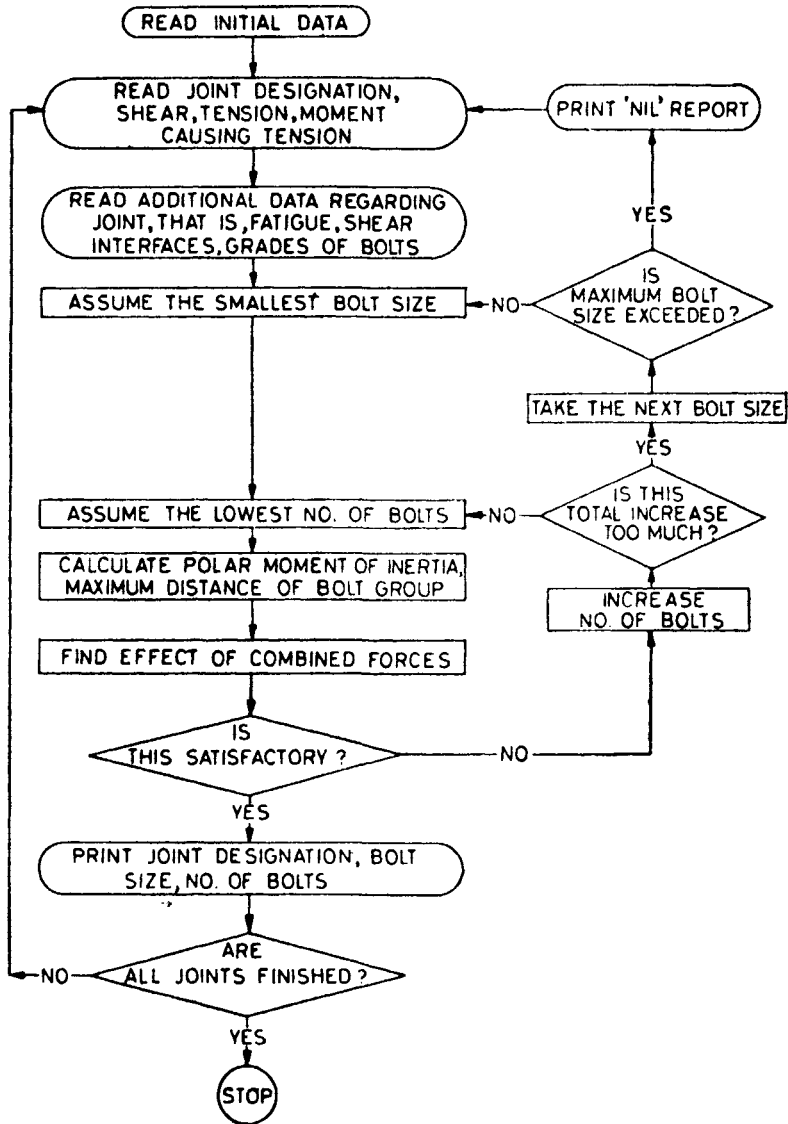 READ INITIAL DATA
READ JOINT DESIGNATION,
SHEAR, TENSION, MOMENT
CAUSING TENSION
PRINT 'NIL' REPORT
READ ADDITIONAL DATA REGARDING
JOINT, THAT IS, FATIGUE, SHEAR
INTERFACES, GRADES OF BOLTS
YES
ASSUME THE SMALLEST BOLT SIZE
NO
IS
MAXIMUM BOLT
SIZE EXCEEDED?
TAKE THE NEXT BOLT SIZE
YES
ASSUME THE LOWEST NO. OF BOLTS
NO
IS THIS
TOTAL INCREASE
TOO MUCH?
CALCULATE POLAR MOMENT OF INERTIA,
MAXIMUM DISTANCE OF BOLT GROUP
INCREASE
NO. OF BOLTS
FIND EFFECT OF COMBINED FORCES
IS
THIS SATISFACTORY?
NO
YES
PRINT JOINT DESIGNATION, BOLT
SIZE, NO. OF BOLTS
ARE
ALL JOINTS FINISHED?
NO
YES
STOP